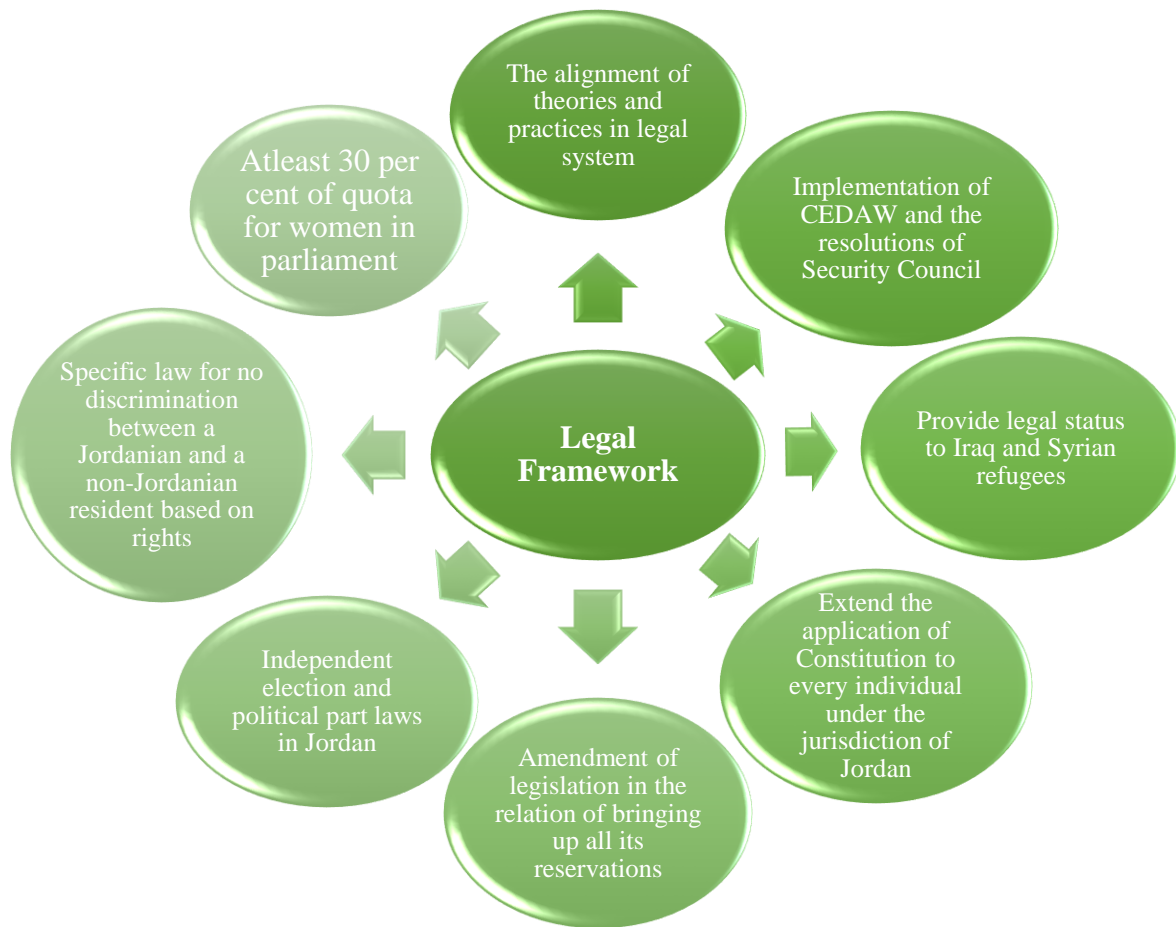 The alignment of
theories and
practices in legal
system
Implementation of
CEDAW and the
resolutions of
Security Council
Provide legal status
to Iraq and Syrian
refugees
Extend the
application of
Constitution to
every individual
under the
jurisdiction of
Jordan
Amendment of
legislation in the
relation of bringing
up all its
reservations
Independent
election and
political part laws
in Jordan
Specific law for no
discrimination
between a
Jordanian and a
non-Jordanian
resident based on
rights
Atleast 30 per
cent of quota
for women in
parliament
Legal
Framework